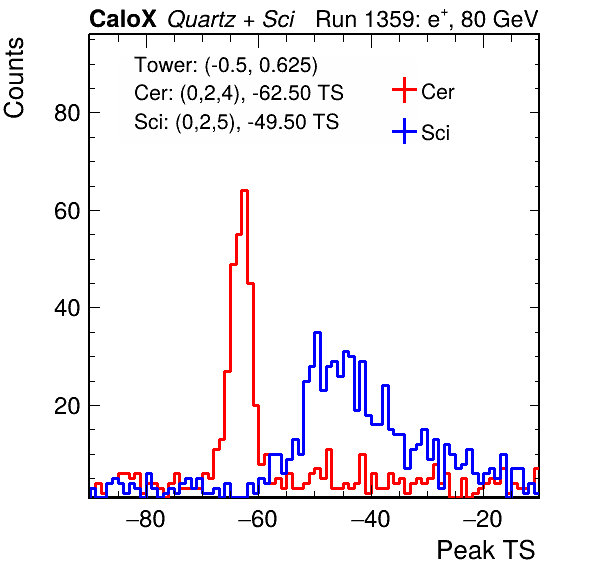 CaloX Quartz + Sci Run 1359: e+, 80 GeV
Counts
Tower: (-0.5, 0.625)
Cer: (0,2,4), -62.50 TS
Sci: (0,2,5), -49.50 TS
Cer
Sci
80
60
40
20
−80 −60 −40 −20
Peak TS